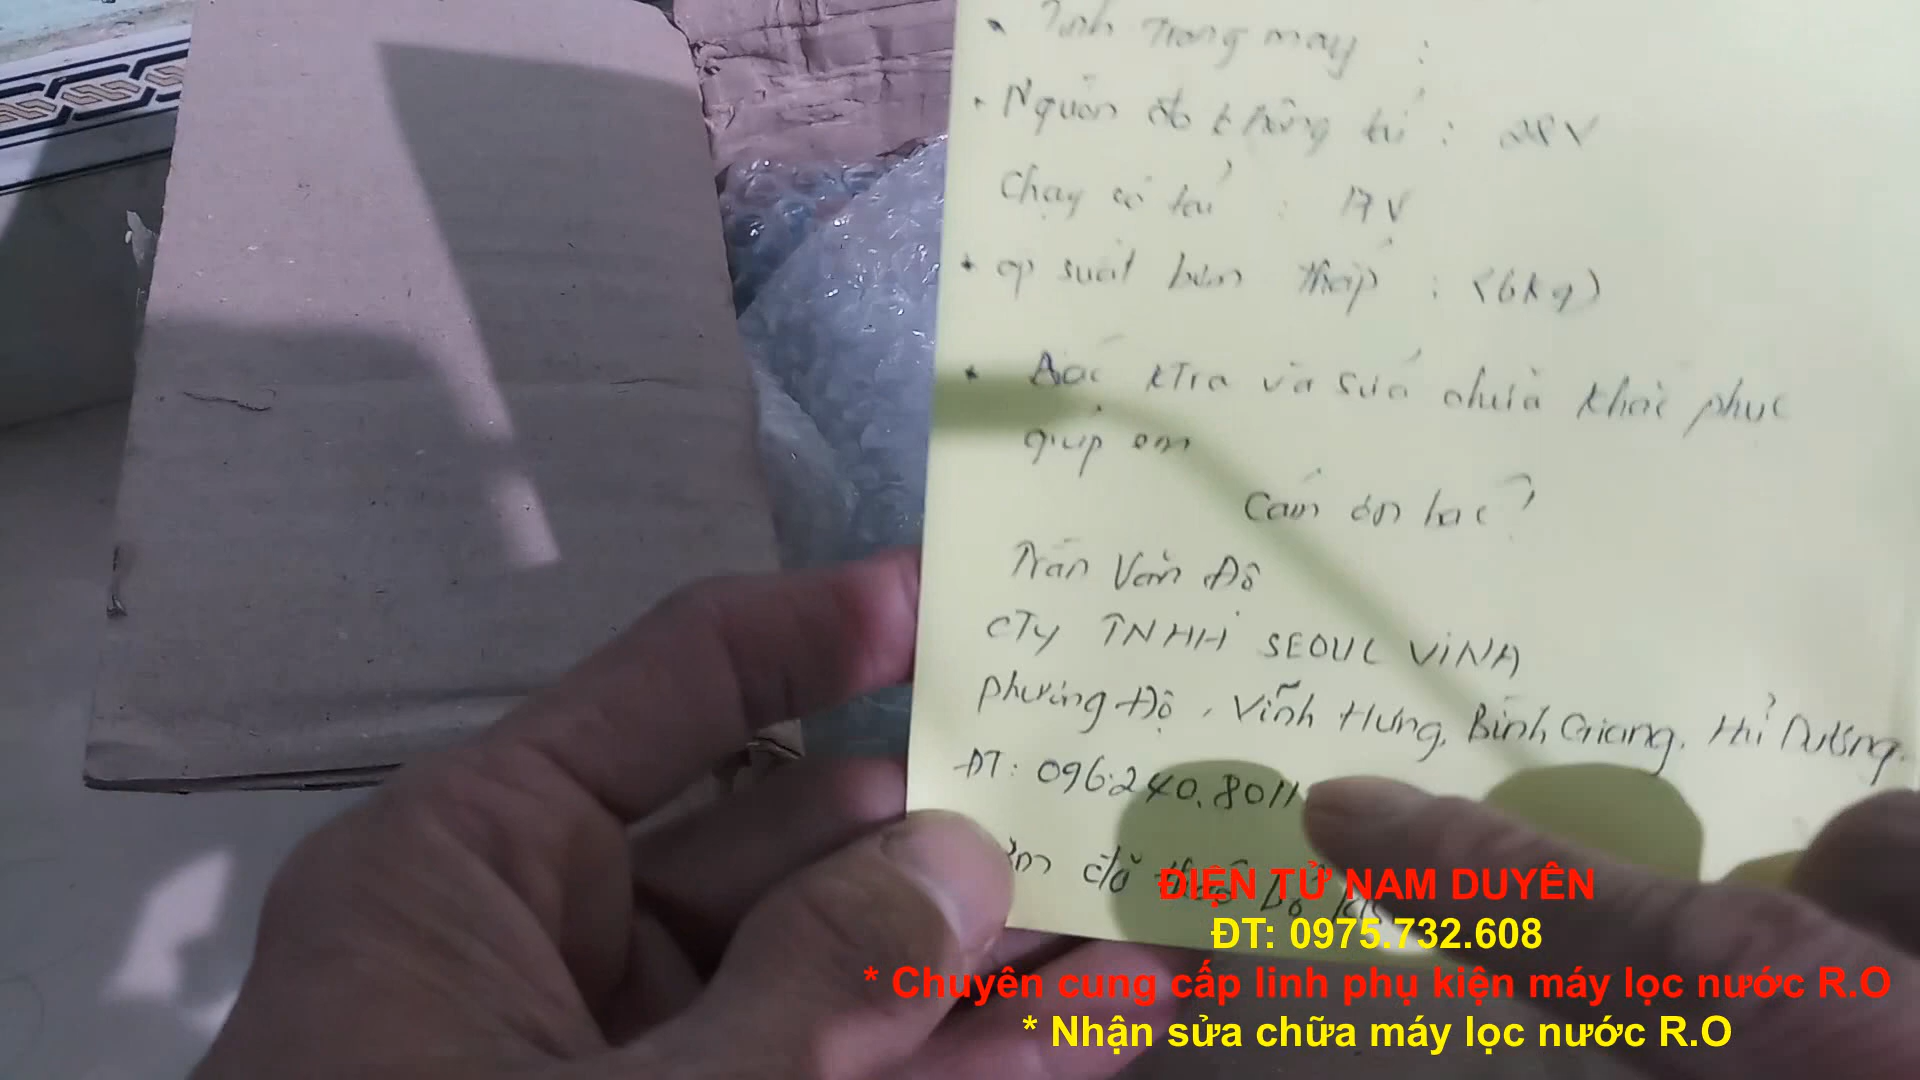 • Tình Trạng máy :
• Nguồn đo không tải : 28V
Chạy có tải : 17V
* áp suất bơm thấp : (6kg)
* Bác KTra và sửa chữa khắc phục
giúp em
Cảm ơn bác ?
Trần Văn Độ
CTy TNHH SEOUL ViNA
Phương Độ, Vĩnh Hưng, Bình Giang, Hải Dương.
ĐT: 096.240.8011
đã
ĐIỆN TỬ NAM DUYÊN
ĐT: 0975.732.608
* Chuyên cung cấp linh phụ kiện máy lọc nước R.O
* Nhận sửa chữa máy lọc nước R.O